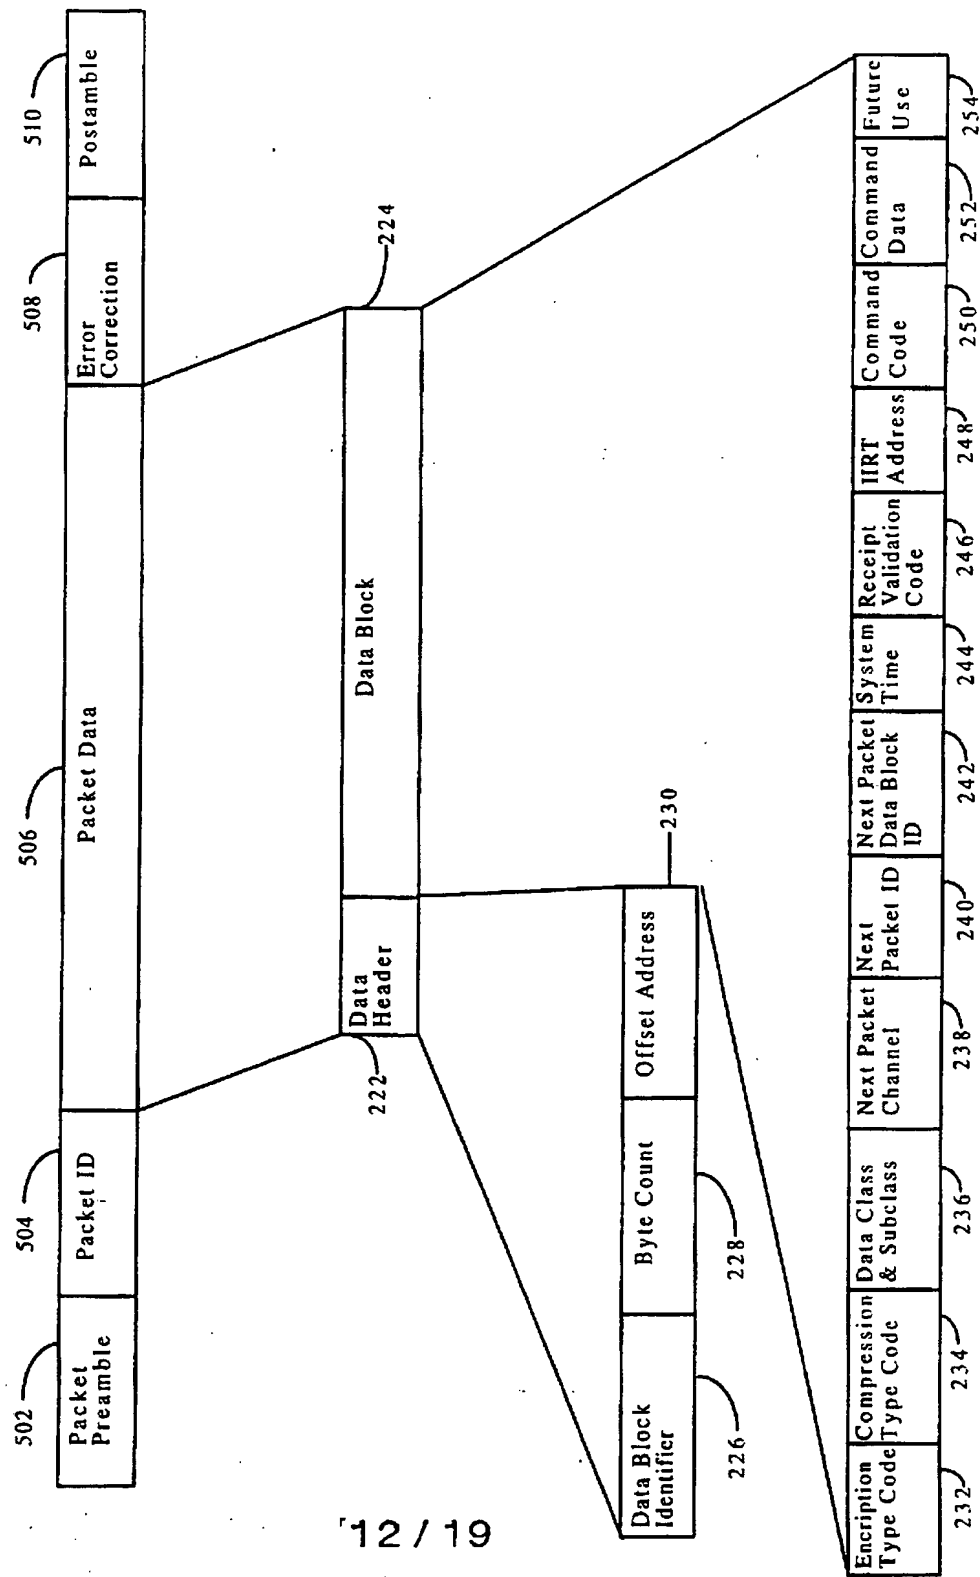 502
504
506
508
510
Packet
Preamble
Packet ID
Packet Data
Error
Correction
Postamble
222
224
Data
Header
Data Block
230
Data Block
Identifier
Byte Count
Offset Address
226
228
Encription
Type Code
Compression
Type Code
Data Class
& Subclass
Next Packet
Channel
Next
Packet ID
Next Packet
Data Block
ID
System
Time
Receipt
Validation
Code
IIRT
Address
Command
Code
Command
Data
Future
Use
232
234
236
238
240
242
244
246
248
250
252
254
12 / 19